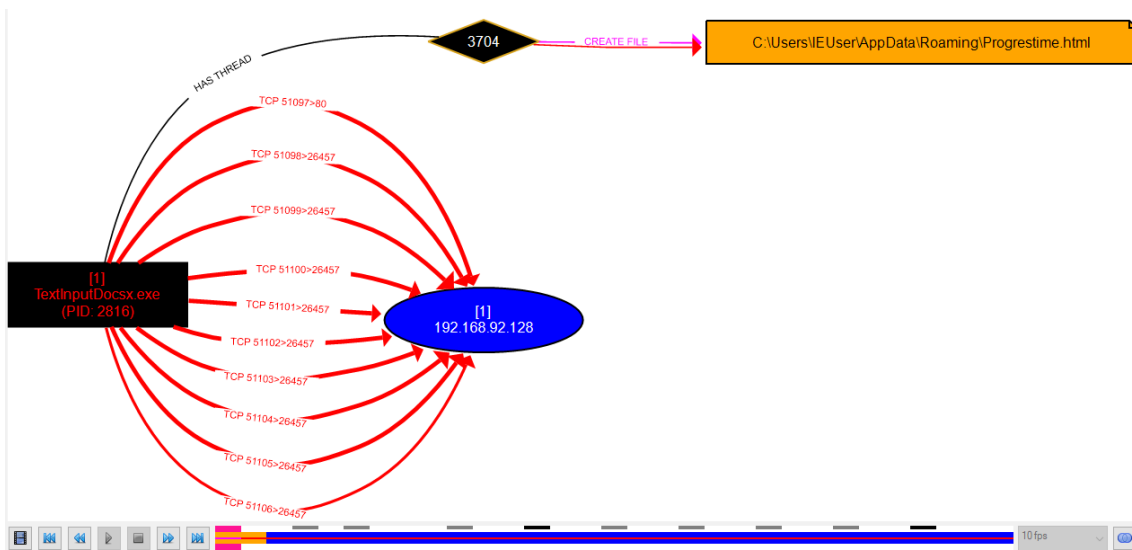 3704
CREATE FILE
C:\Users\IEUser\AppData\Roaming\Progrestime.html
HAS THREAD
TCP 51097>80
TCP 51098>26457
TCP 51099>26457
TCP 51100>26457
[1]
TextInputDocsx.exe
(PID: 2816)
TCP 51101>26457
[1]
192.168.92.128
TCP 51102>26457
TCP 51103>26457
TCP 51104>26457
TCP 51105>26457
TCP 51106>26457
10 fps